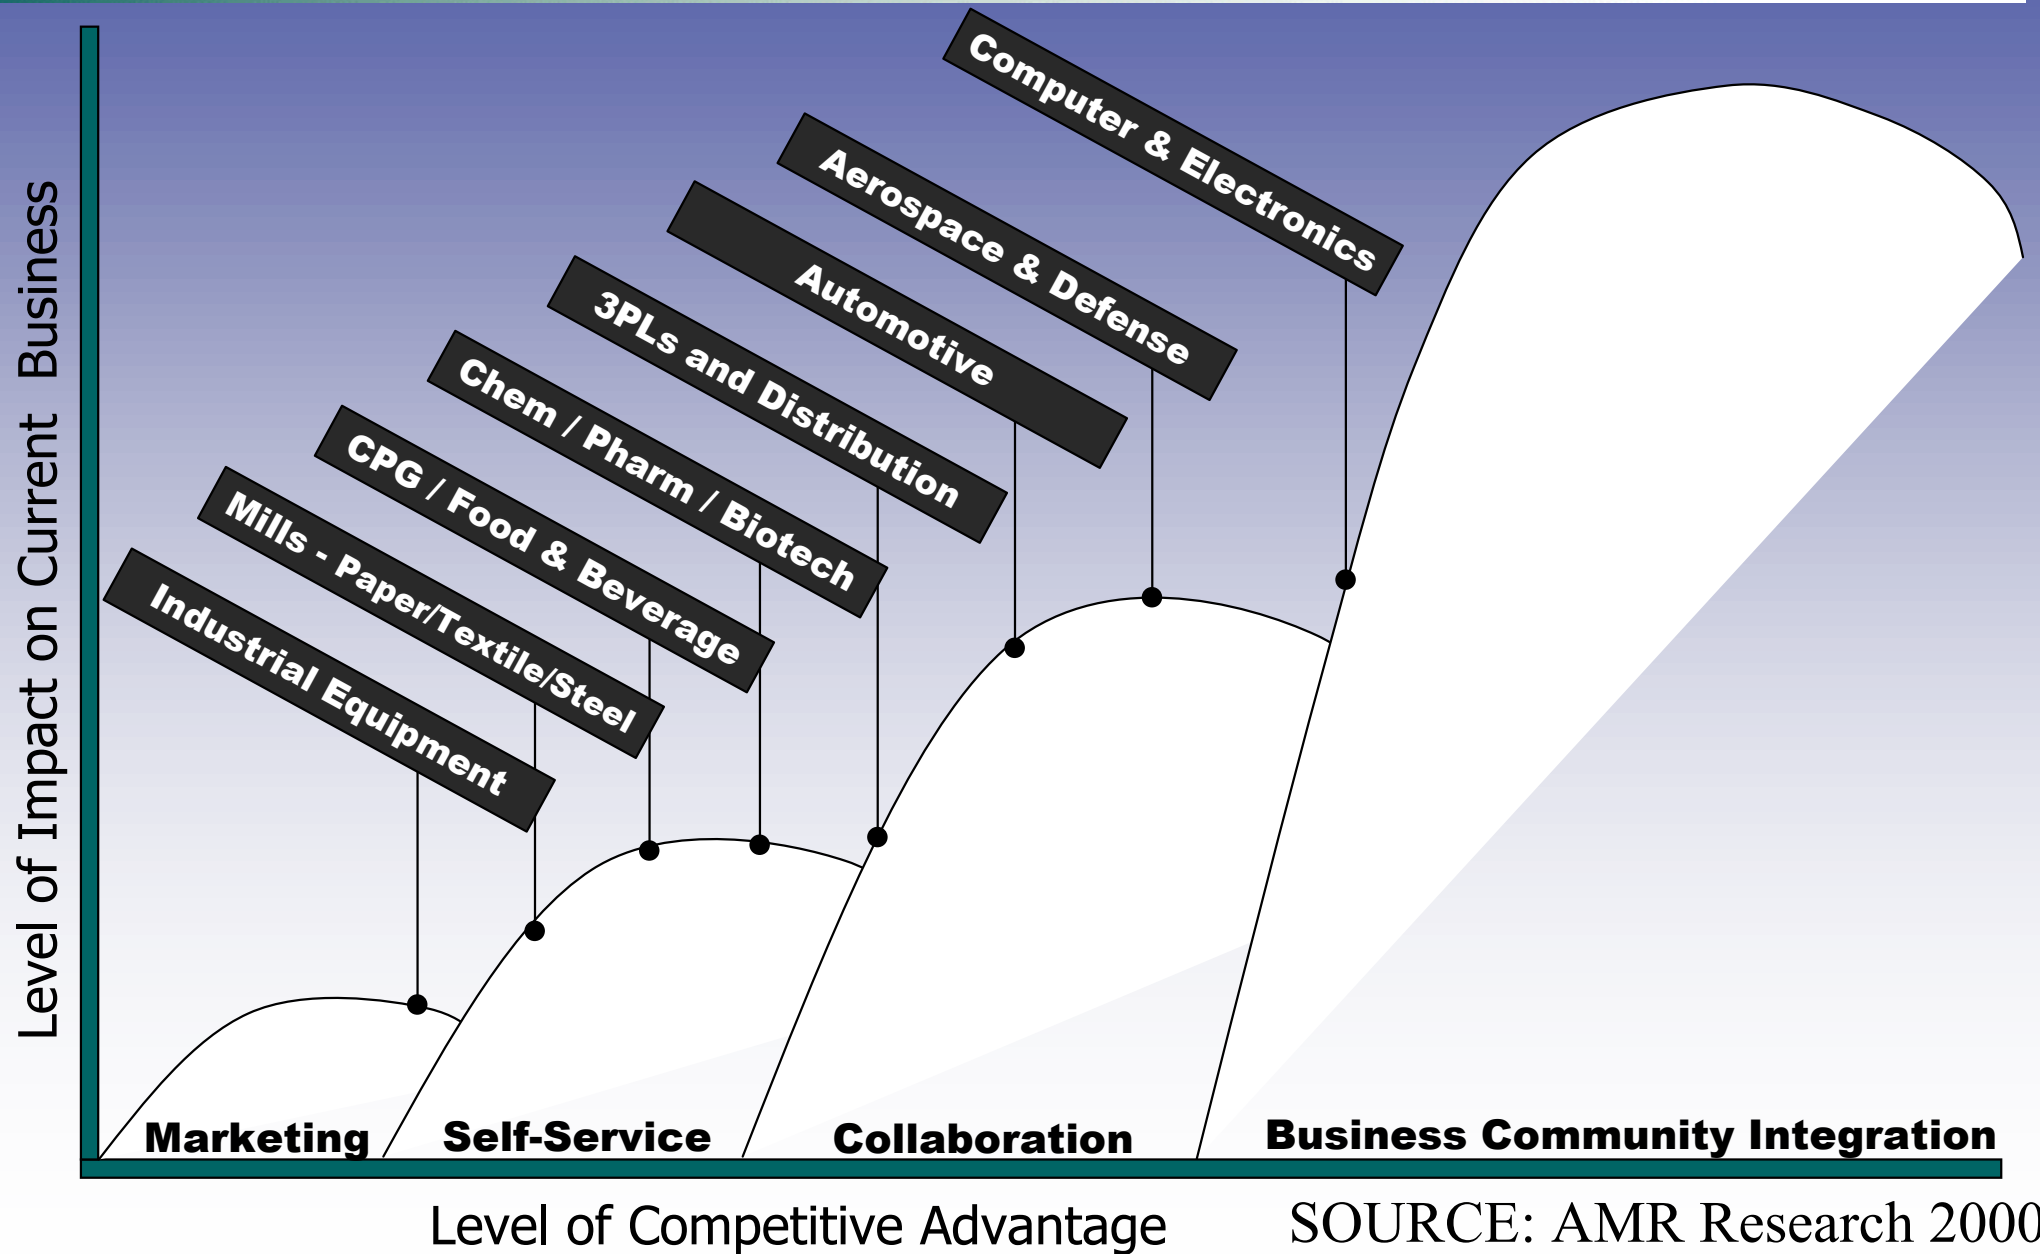 Level of Impact on Current  Business
Computer & Electronics
Aerospace & Defense
Automotive
3PLs and Distribution
Chem / Pharm / Biotech
CPG / Food & Beverage
Mills - Paper/Textile/Steel
Industrial Equipment
Marketing
Self-Service
Collaboration
Business Community Integration
Level of Competitive Advantage
SOURCE: AMR Research 2000